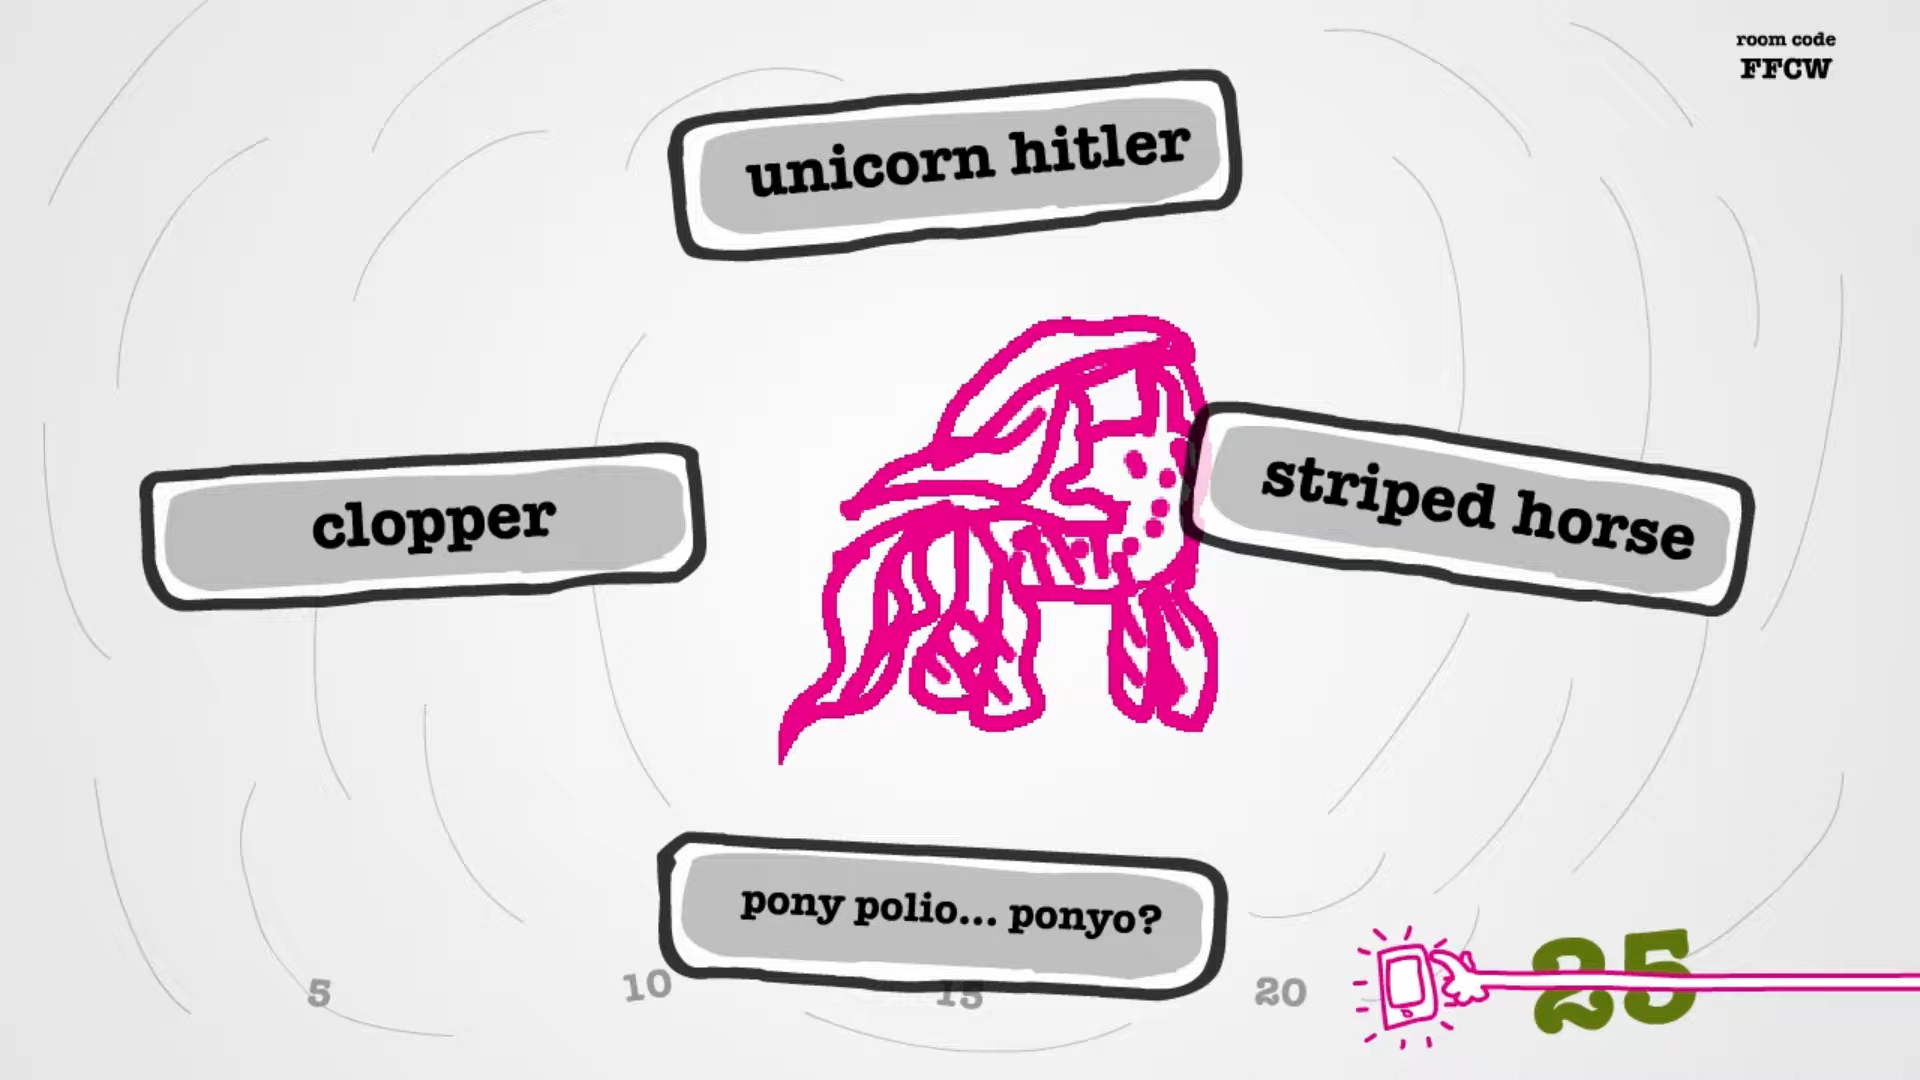 room code
FFCW
unicorn hitler
clopper
striped horse
pony polio... ponyo?
5
10
15
20
25